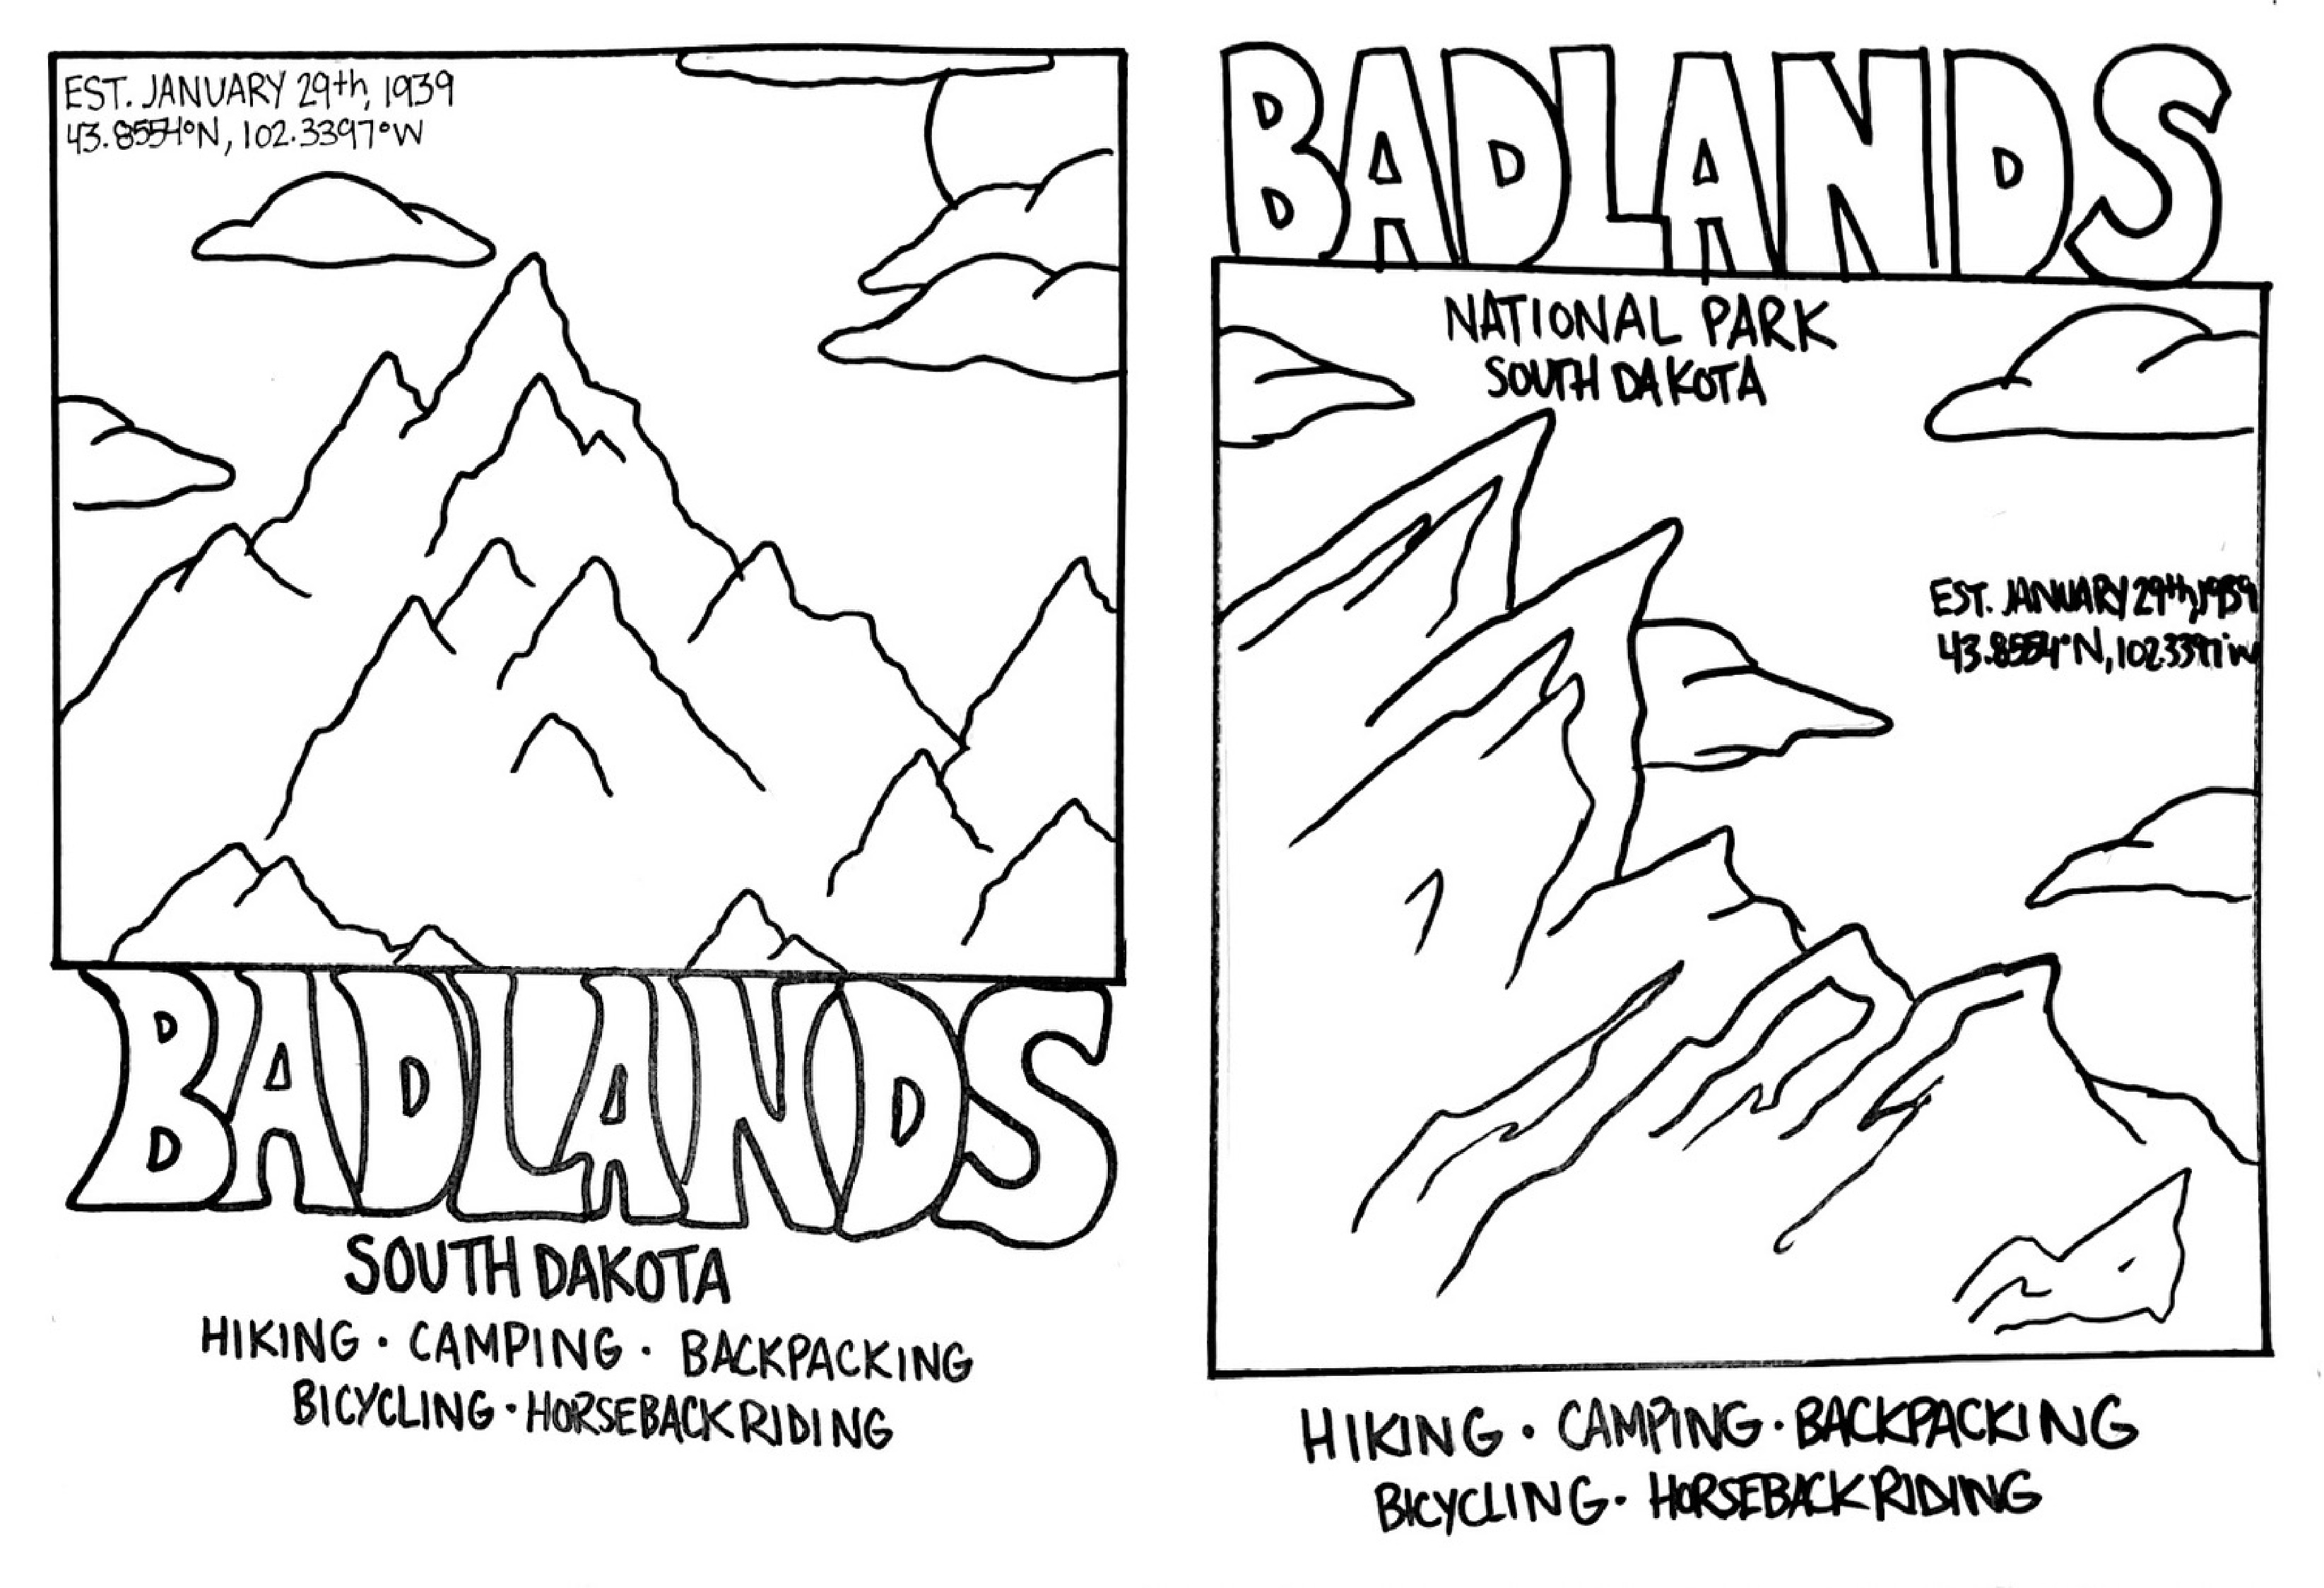 EST. JANUARY 29th, 1939
43.8554°N, 102.3397°W
BADLANDS
SOUTH DAKOTA
HIKING · CAMPING · BACKPACKING
BICYCLING · HORSEBACK RIDING
BADLANDS
NATIONAL PARK
SOUTH DAKOTA
EST. JANUARY 29th, 1939
43.8554°N, 102.3397°W
HIKING · CAMPING · BACKPACKING
BICYCLING · HORSEBACK RIDING